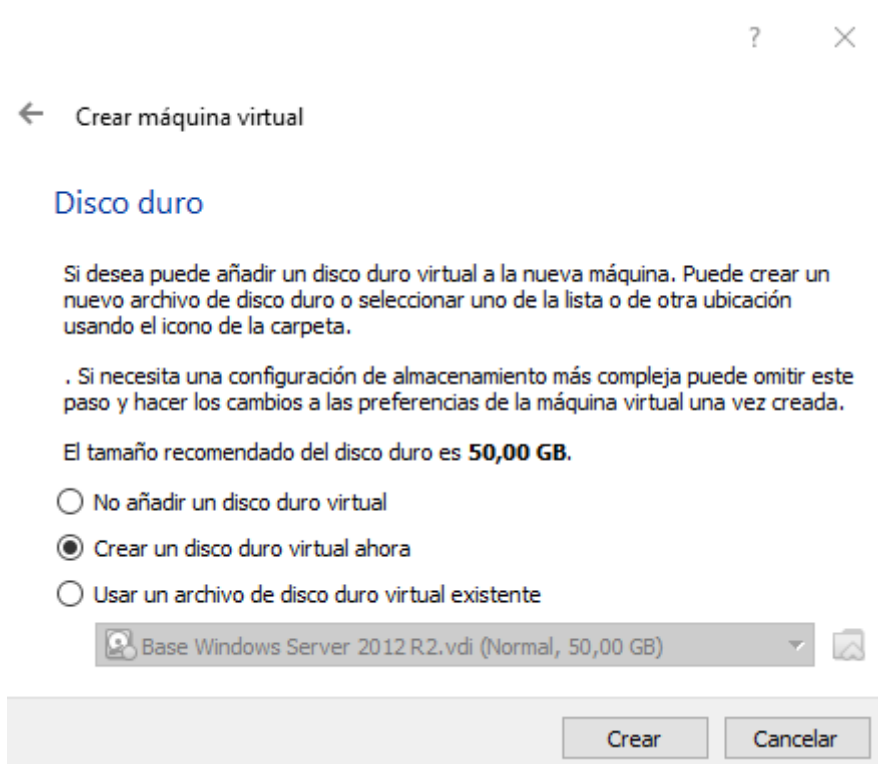 ?
Crear máquina virtual
Disco duro
Si desea puede añadir un disco duro virtual a la nueva máquina. Puede crear un
nuevo archivo de disco duro o seleccionar uno de la lista o de otra ubicación
usando el icono de la carpeta.
. Si necesita una configuración de almacenamiento más compleja puede omitir este
paso y hacer los cambios a las preferencias de la máquina virtual una vez creada.
El tamaño recomendado del disco duro es 50,00 GB.
No añadir un disco duro virtual
Crear un disco duro virtual ahora
Usar un archivo de disco duro virtual existente
Base Windows Server 2012 R2.vdi (Normal, 50,00 GB)
Crear Cancelar